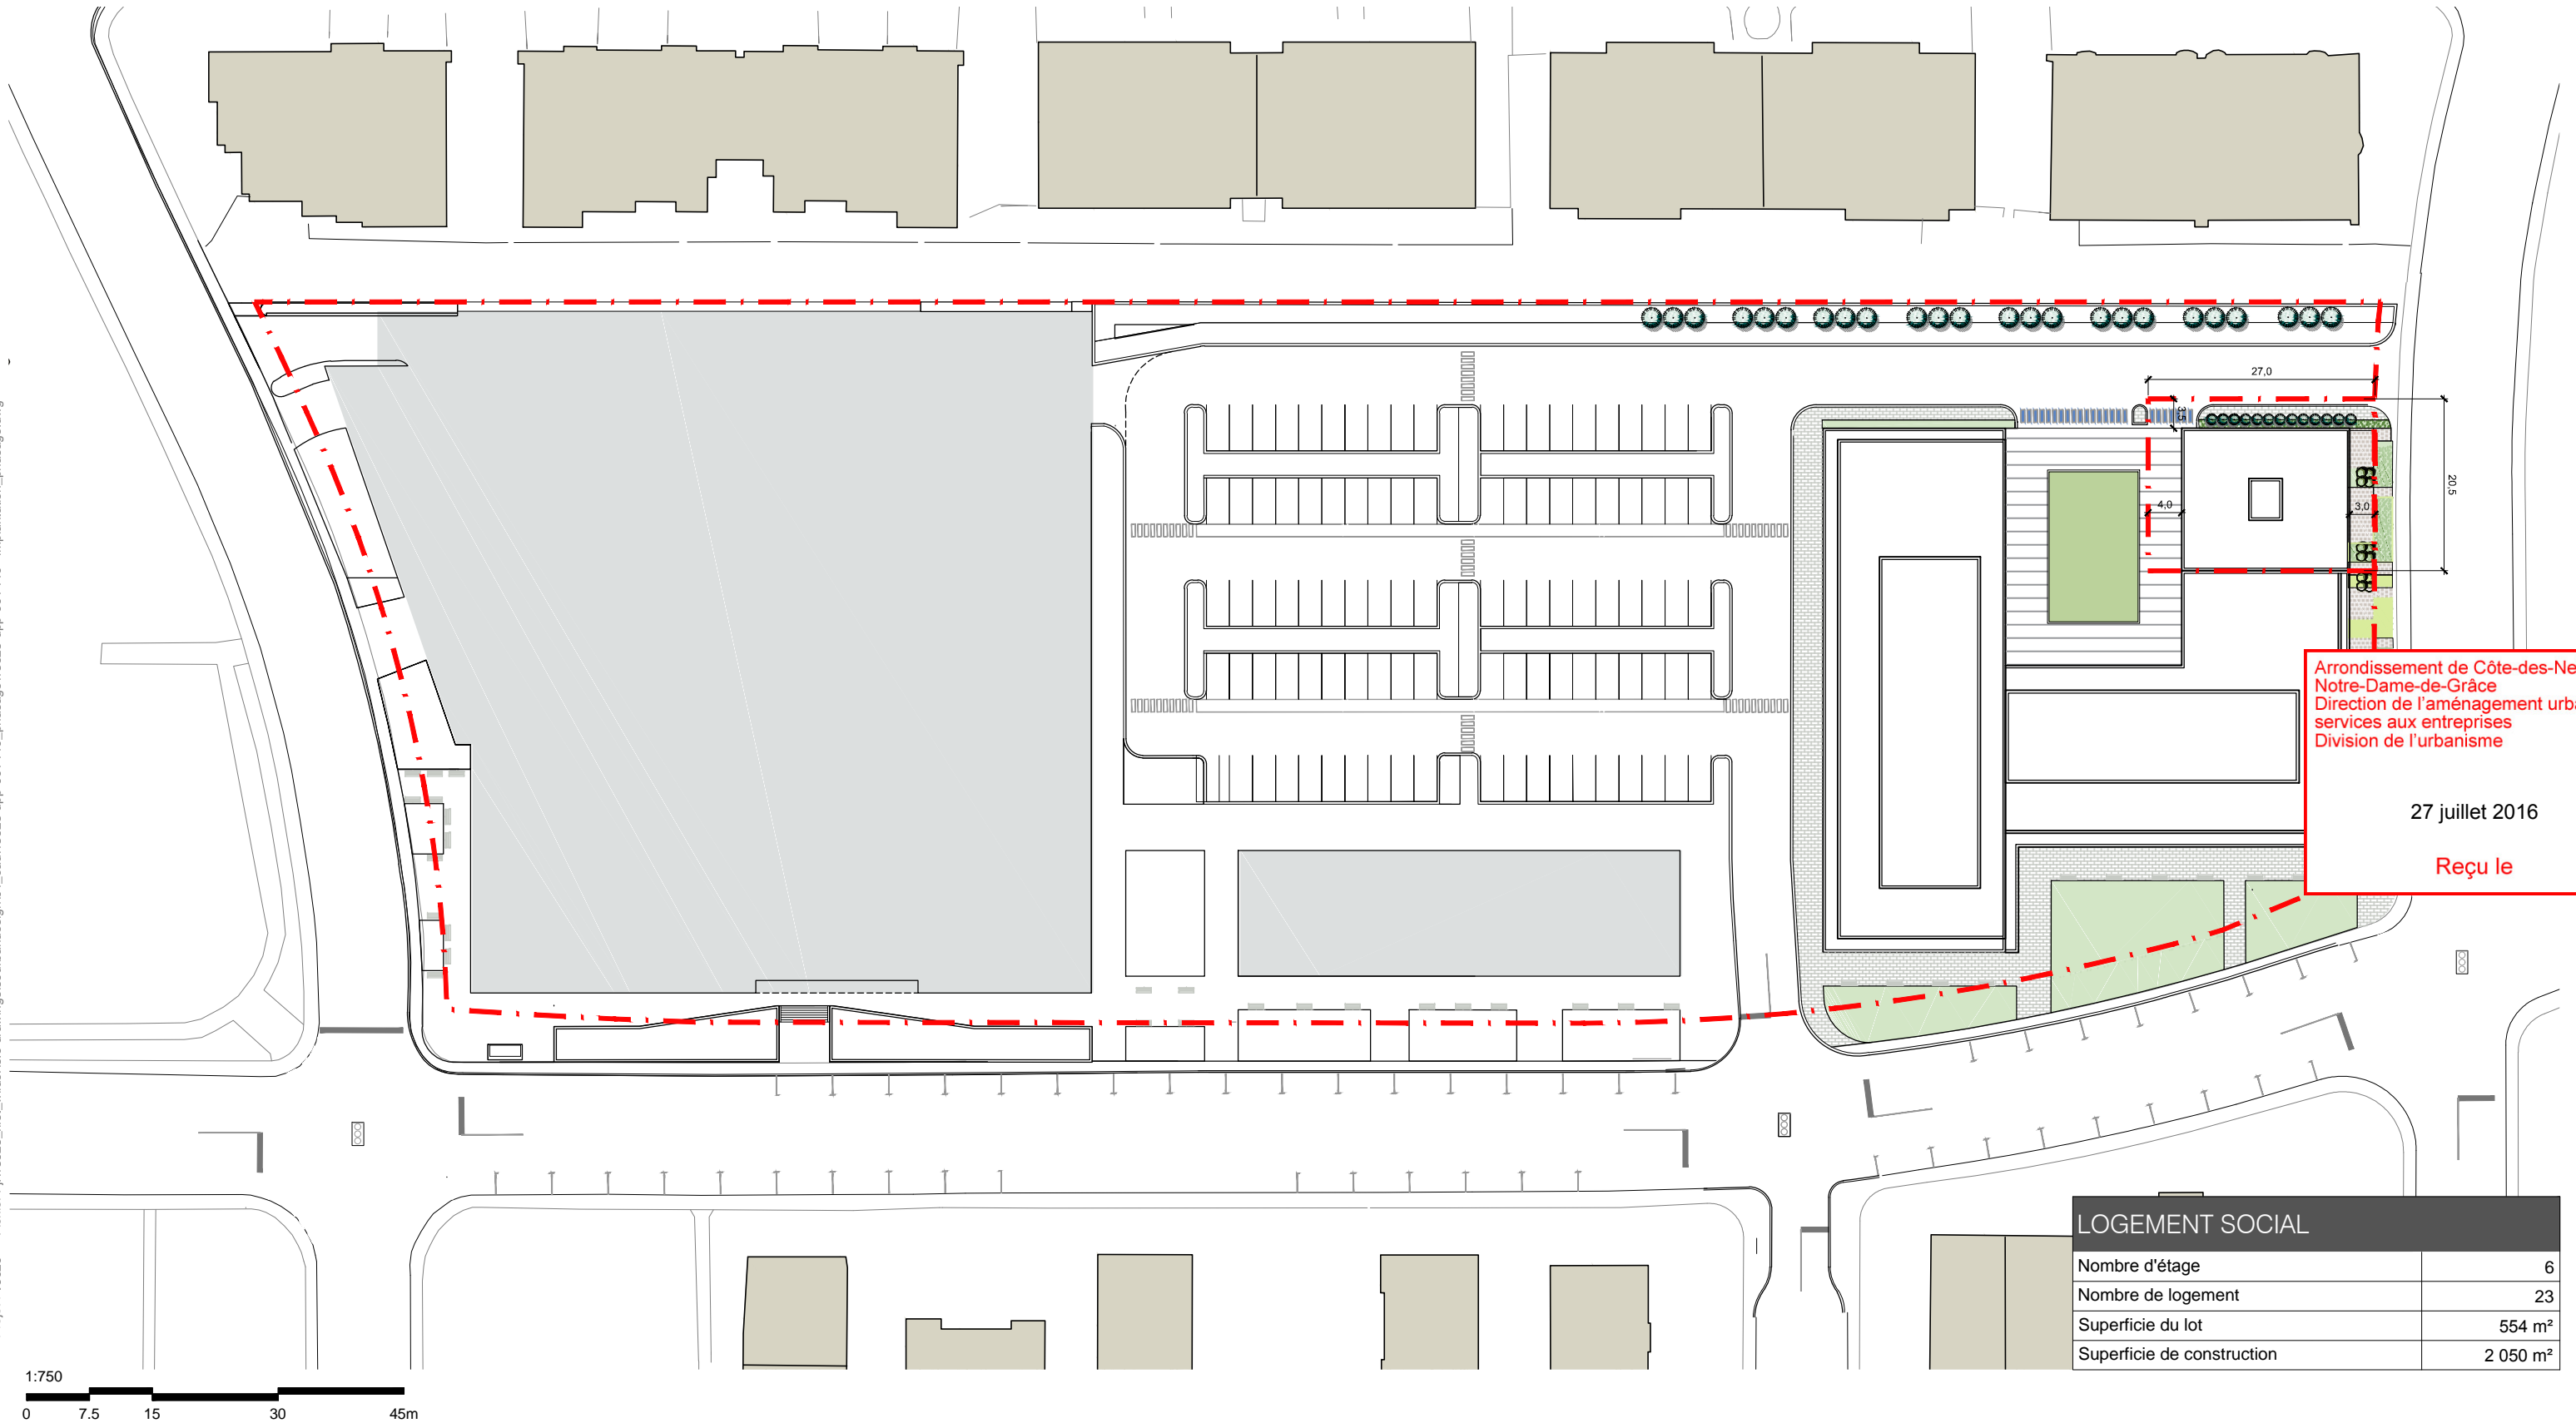 27,0
3,5
20,5
4,0
3,0
Arrondissement de Côte-des-Ne
Notre-Dame-de-Grâce
Direction de l'aménagement urba
services aux entreprises
Division de l'urbanisme
27 juillet 2016
Reçu le
LOGEMENT SOCIAL
Nombre d'étage 6
Nombre de logement 23
Superficie du lot 554 m²
Superficie de construction 2 050 m²
1:750
0 7.5 15 30 45m